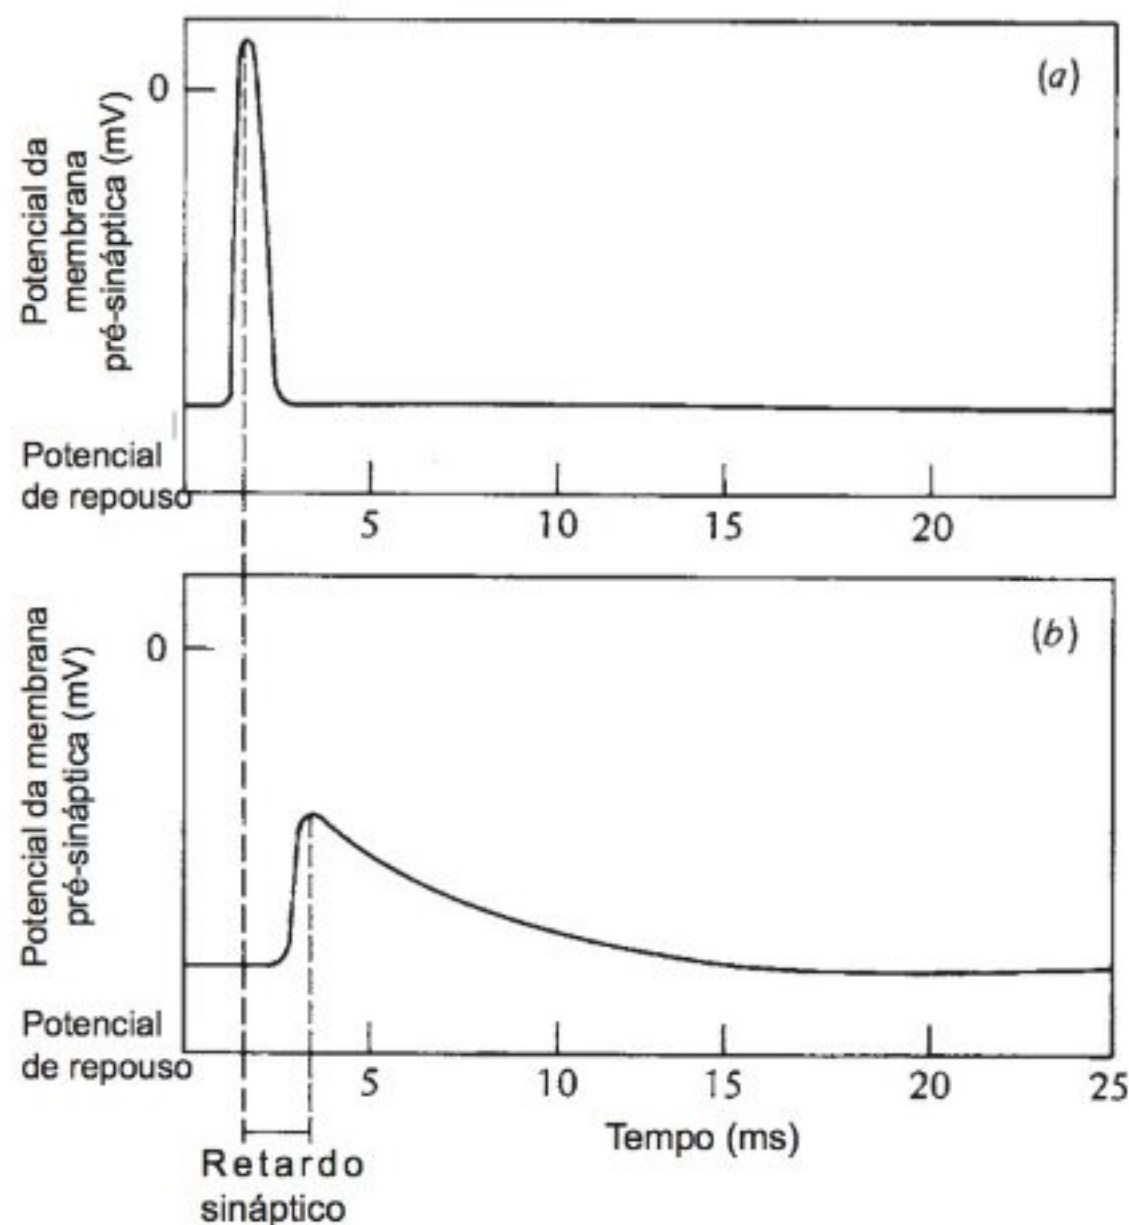 (a)
0
Potencial da
membrana
pré-sináptica (mV)
Potencial
de repouso
5 10 15 20
(b)
0
Potencial da membrana
pré-sináptica (mV)
Potencial
de repouso
5 10 15 20 25
Tempo (ms)
Retardo
sináptico